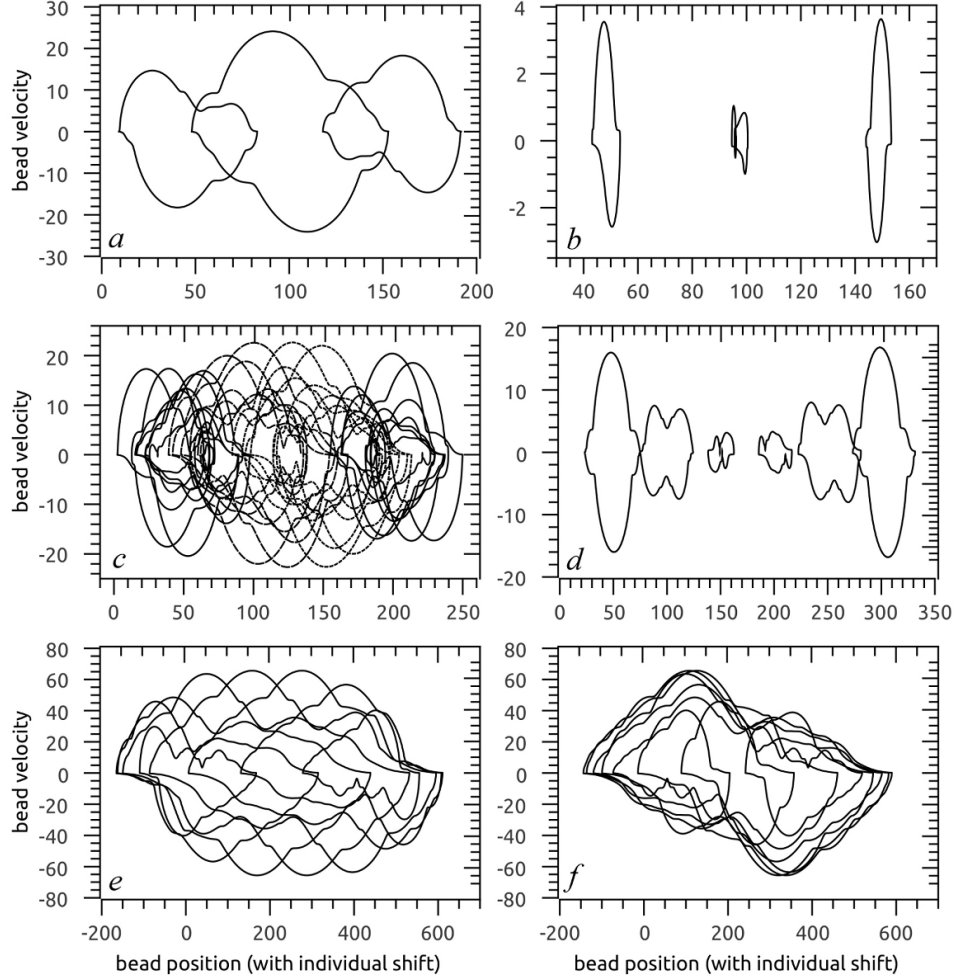 30
20
10
0
-10
-20
-30
bead velocity
a
0 50 100 150 200
4
2
0
-2
b
40 60 80 100 120 140 160
20
10
0
-10
-20
bead velocity
c
0 50 100 150 200 250
20
10
0
-10
-20
d
0 50 100 150 200 250 300 350
80
60
40
20
0
-20
-40
-60
-80
bead velocity
e
-200 0 200 400 600
bead position (with individual shift)
80
60
40
20
0
-20
-40
-60
-80
f
-200 0 200 400 600
bead position (with individual shift)